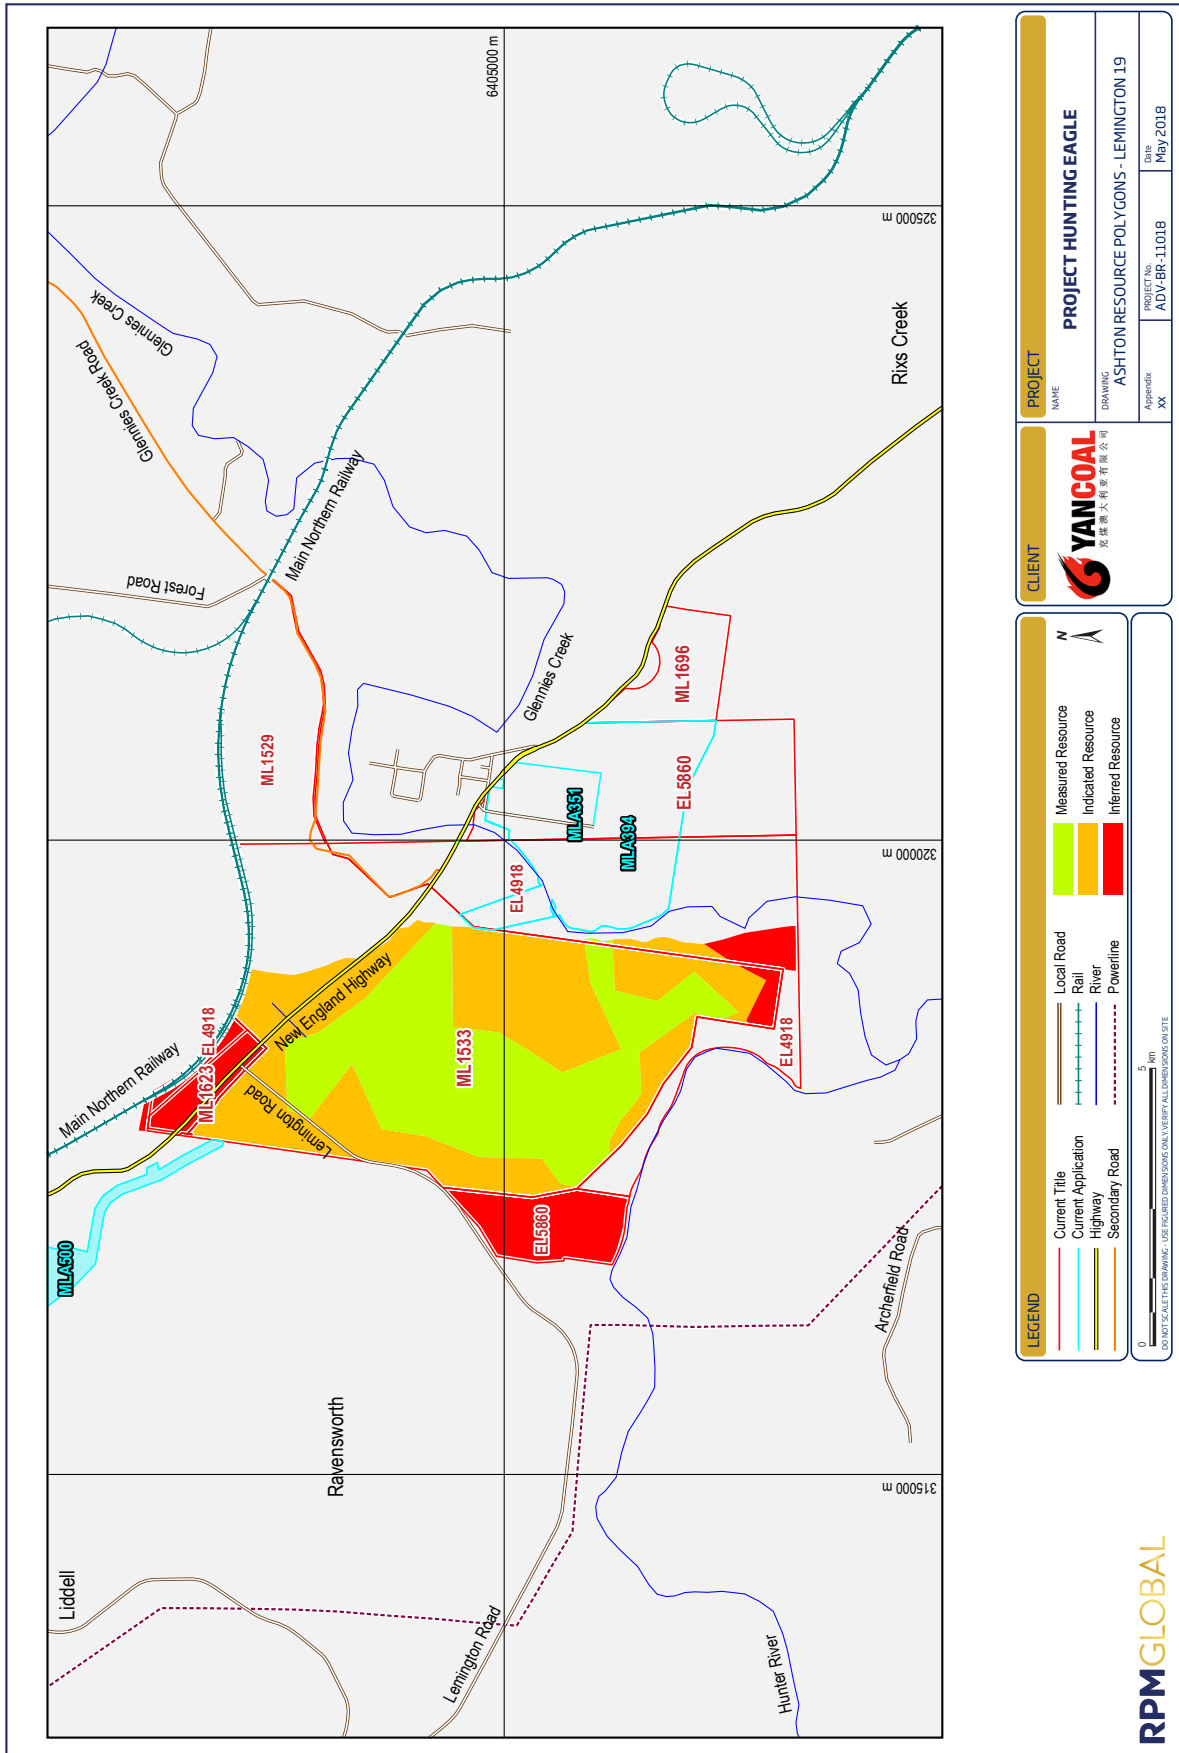 Liddell
Ravensworth
Rixs Creek
MLA500
Main Northern Railway
ML1623
EL4918
Lemington Road
New England Highway
ML1533
EL5860
EL4918
EL4918
MLA351
MLA394
EL5860
ML1696
ML1529
Forest Road
Main Northern Railway
Glennies Creek Road
Glennies Creek
Glennies Creek
Lemington Road
Hunter River
Archerfield Road
6405000 m
315000 m
320000 m
325000 m
RPMGLOBAL
LEGEND
Current Title
Current Application
Highway
Secondary Road
Local Road
Rail
River
Powerline
Measured Resource
Indicated Resource
Inferred Resource
N
0
5
km
DO NOT SCALE THIS DRAWING - USE FIGURED DIMENSIONS ONLY. VERIFY ALL DIMENSIONS ON SITE
CLIENT
YANCOAL
兖煤澳大利亚有限公司
PROJECT
NAME
PROJECT HUNTING EAGLE
DRAWING
ASHTON RESOURCE POLYGONS - LEMINGTON 19
Appendix
XX
PROJECT No.
ADV-BR-11018
Date
May 2018